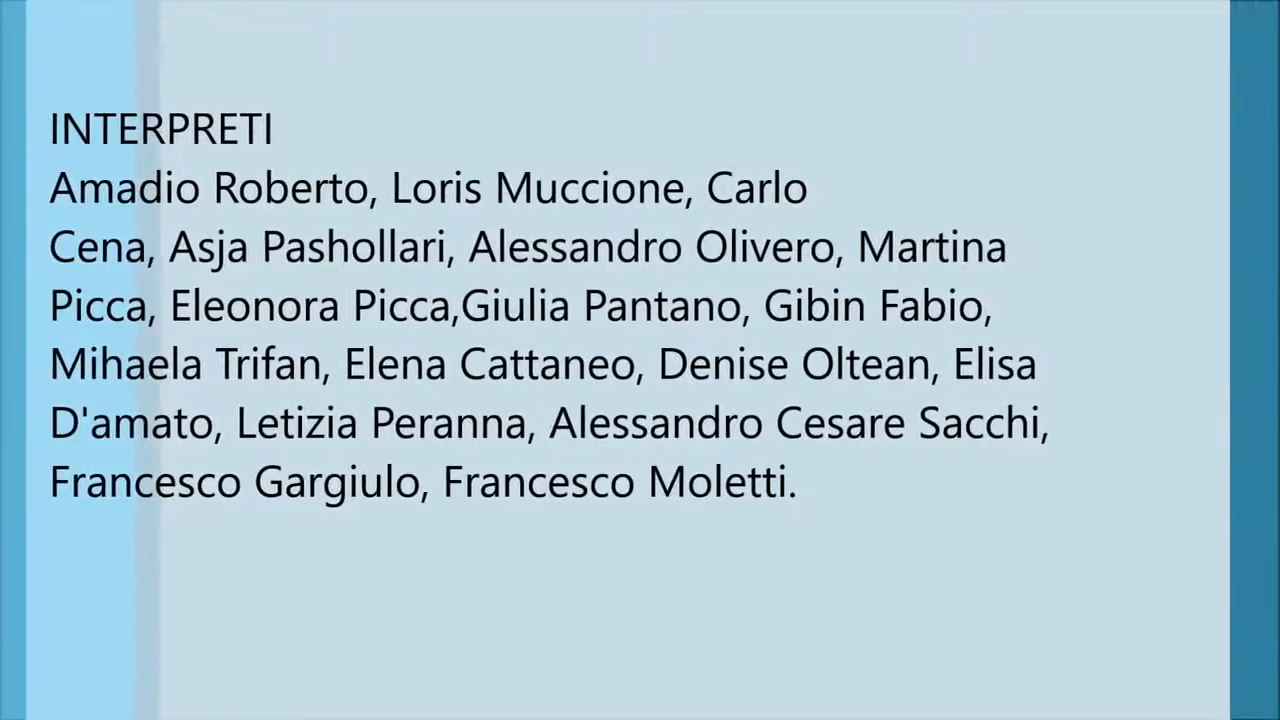 INTERPRETI
Amadio Roberto, Loris Muccione, Carlo
Cena, Asja Pashollari, Alessandro Olivero, Martina
Picca, Eleonora Picca,Giulia Pantano, Gibin Fabio,
Mihaela Trifan, Elena Cattaneo, Denise Oltean, Elisa
D'amato, Letizia Peranna, Alessandro Cesare Sacchi,
Francesco Gargiulo, Francesco Moletti.